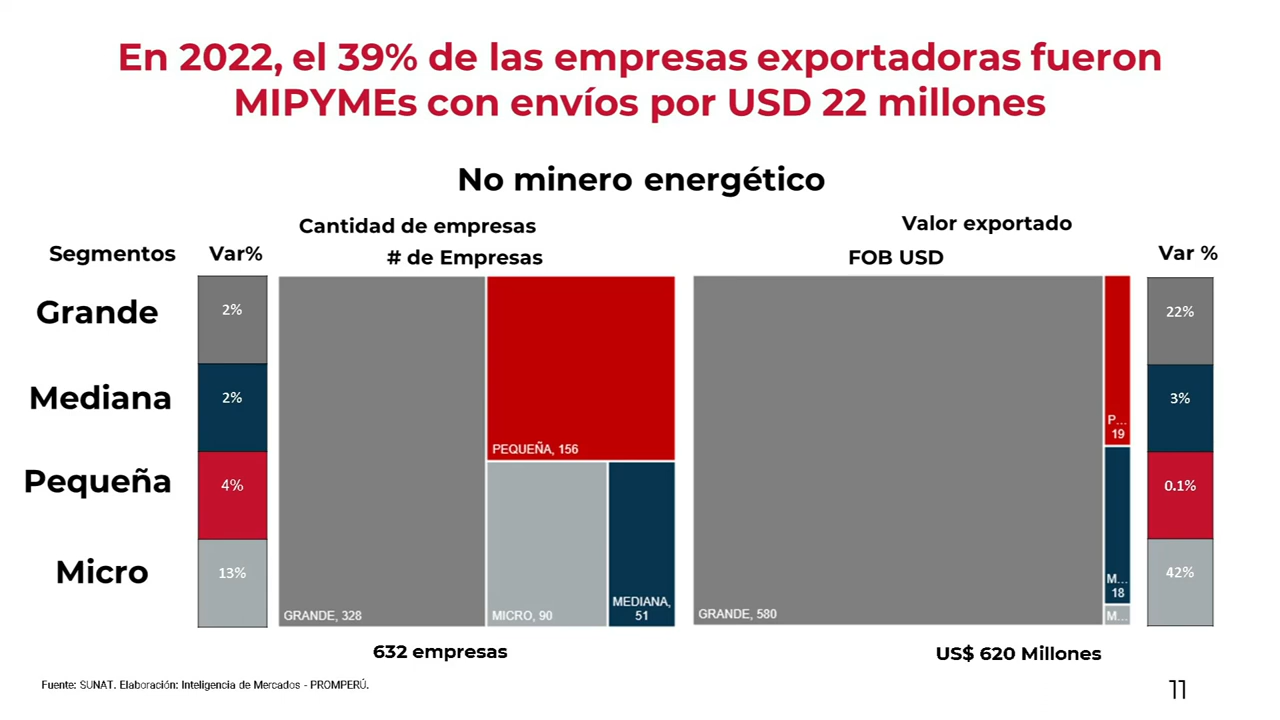 En 2022, el 39% de las empresas exportadoras fueron
MIPYMEs con envíos por USD 22 millones
No minero energético
Cantidad de empresas
Valor exportado
Segmentos
Var%
# de Empresas
FOB USD
Var %
Grande
2%
22%
Mediana
2%
3%
Pequeña
4%
0.1%
Micro
13%
42%
PEQUEÑA, 156
GRANDE, 328
MICRO, 90
MEDIANA,
51
P...
19
M...
18
GRANDE, 580
M...
632 empresas
US$ 620 Millones
Fuente: SUNAT. Elaboración: Inteligencia de Mercados - PROMPERÚ.
11